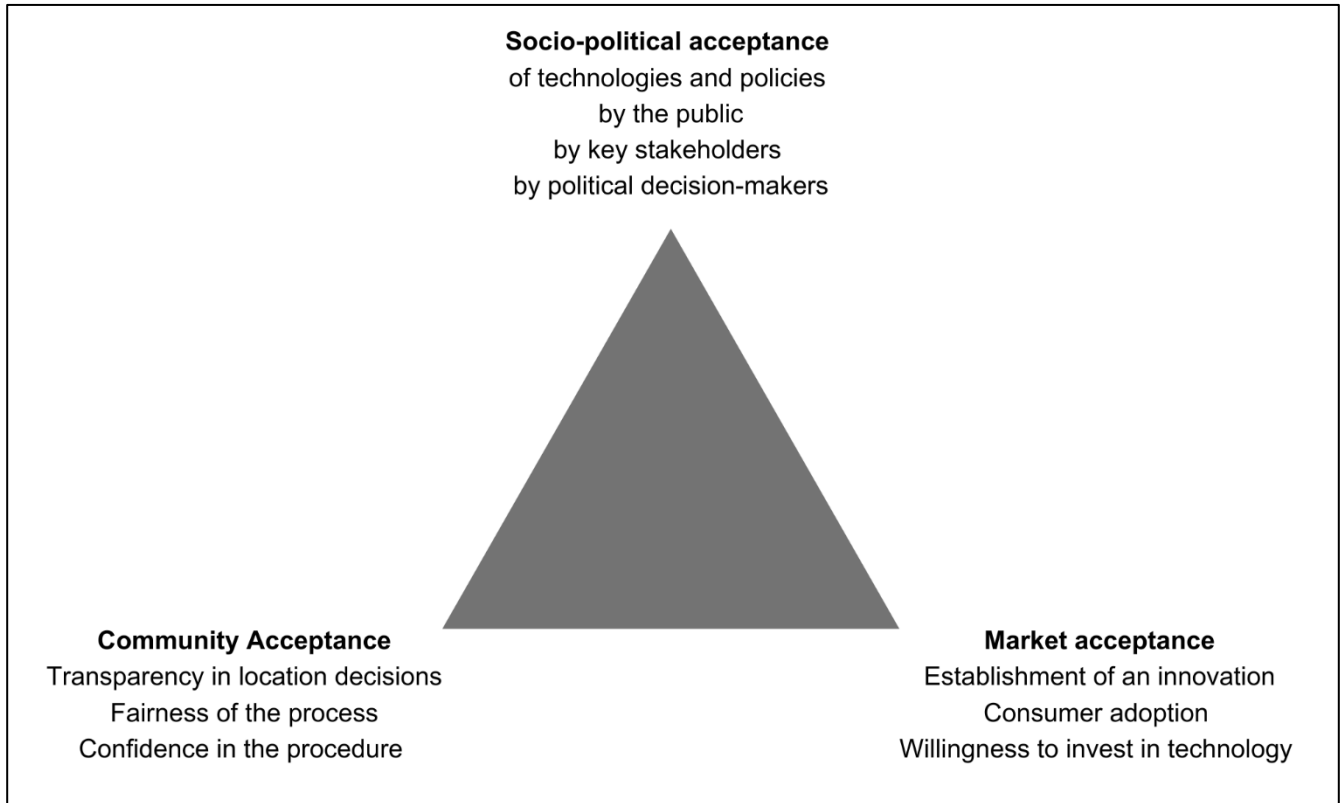 Socio-political acceptance
of technologies and policies
by the public
by key stakeholders
by political decision-makers
Community Acceptance
Transparency in location decisions
Fairness of the process
Confidence in the procedure
Market acceptance
Establishment of an innovation
Consumer adoption
Willingness to invest in technology